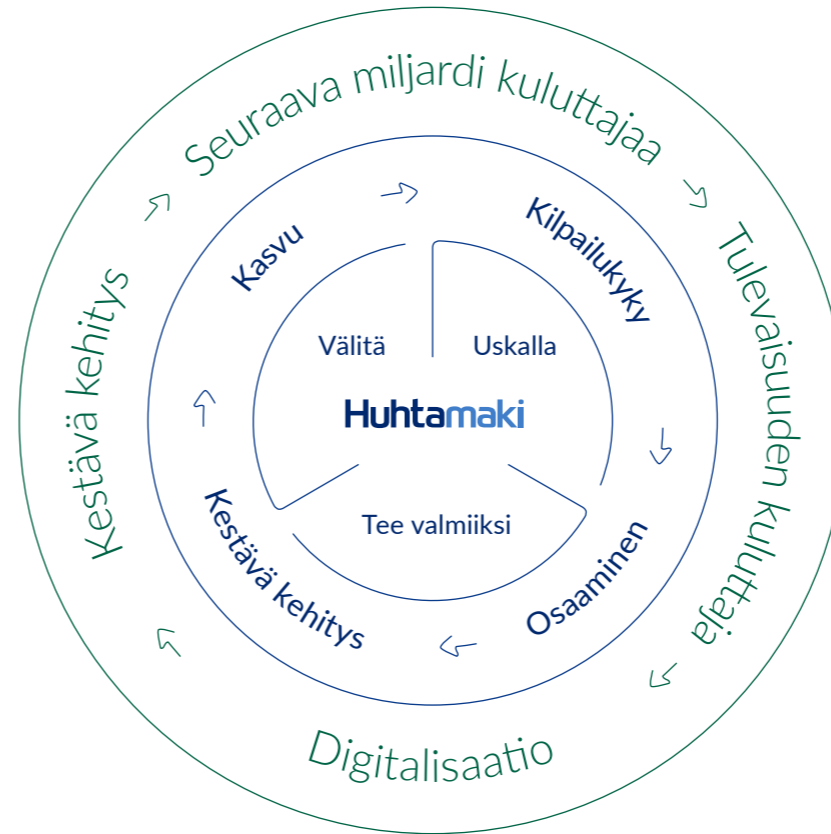 Seuraava miljardi kuluttajaa
Tulevaisuuden kuluttaja
Digitalisaatio
Kestävä kehitys
Kasvu
Kilpailukyky
Osaaminen
Kestävä kehitys
Välitä
Uskalla
Huhtamaki
Tee valmiiksi